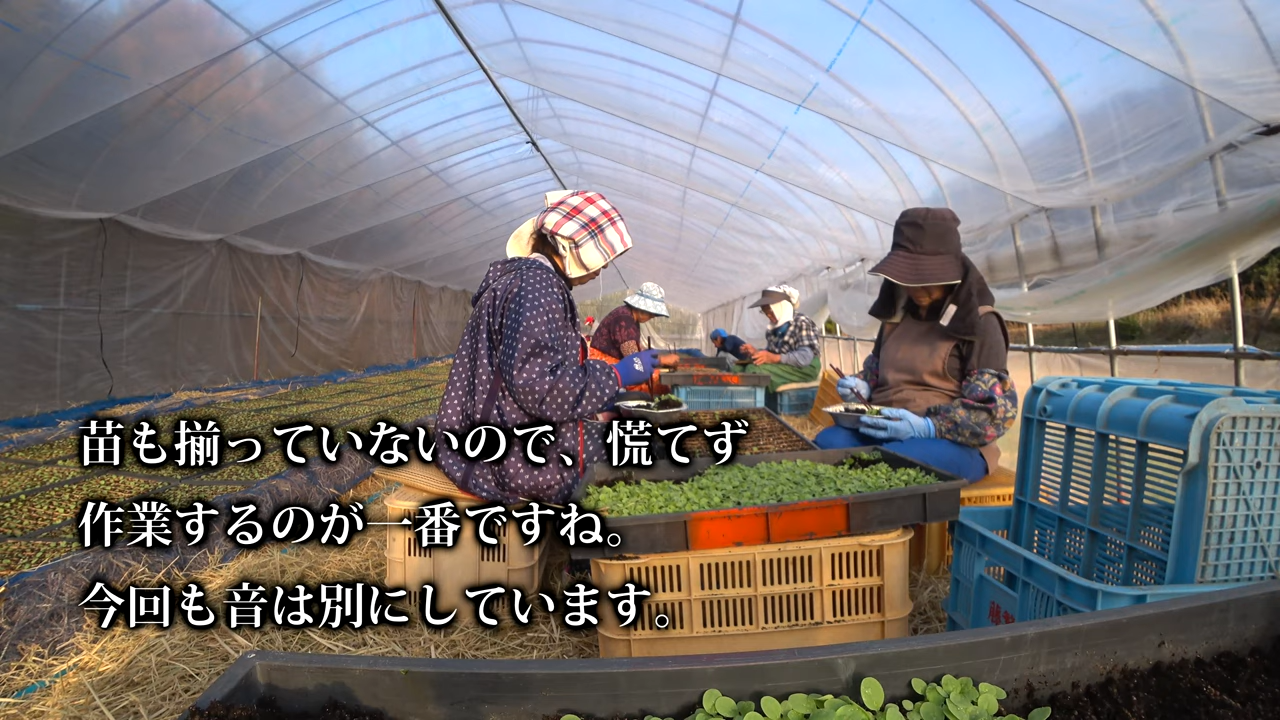 苗も揃っていないので、慌てず
作業するのが一番ですね。
今回も音は別にしています。